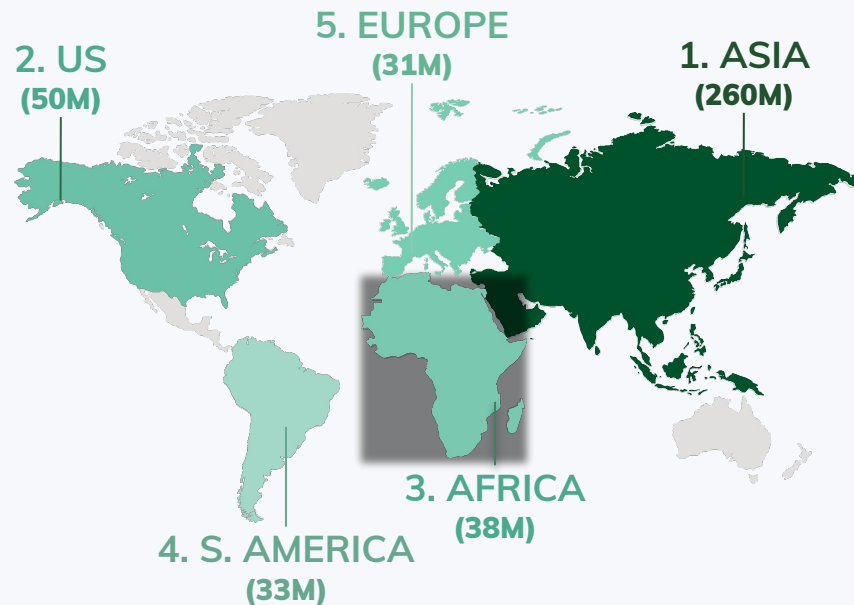 5. EUROPE
(31M)
2. US
(50M)
1. ASIA
(260M)
3. AFRICA
(38M)
4. S. AMERICA
(33M)